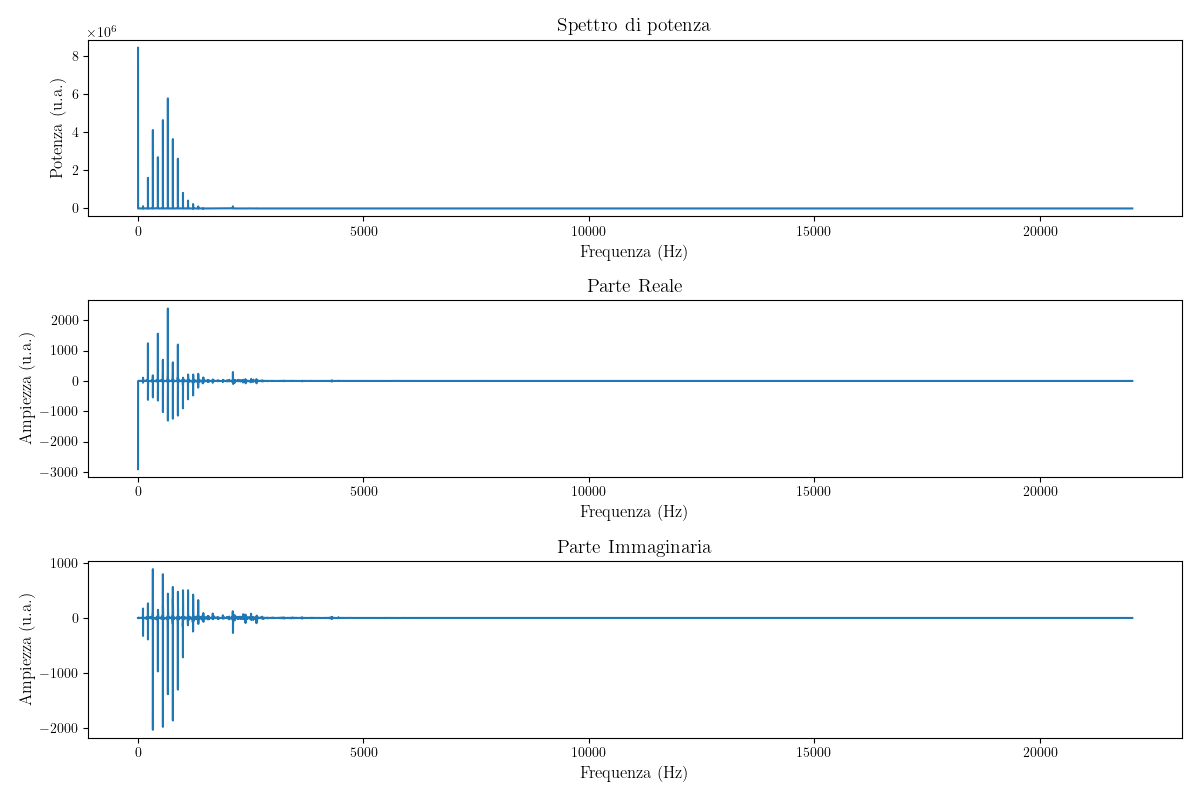 Spettro di potenza
×10⁶
8
6
4
2
0
Potenza (u.a.)
0 5000 10000 15000 20000
Frequenza (Hz)
Parte Reale
2000
1000
0
−1000
−2000
−3000
Ampiezza (u.a.)
0 5000 10000 15000 20000
Frequenza (Hz)
Parte Immaginaria
1000
0
−1000
−2000
Ampiezza (u.a.)
0 5000 10000 15000 20000
Frequenza (Hz)